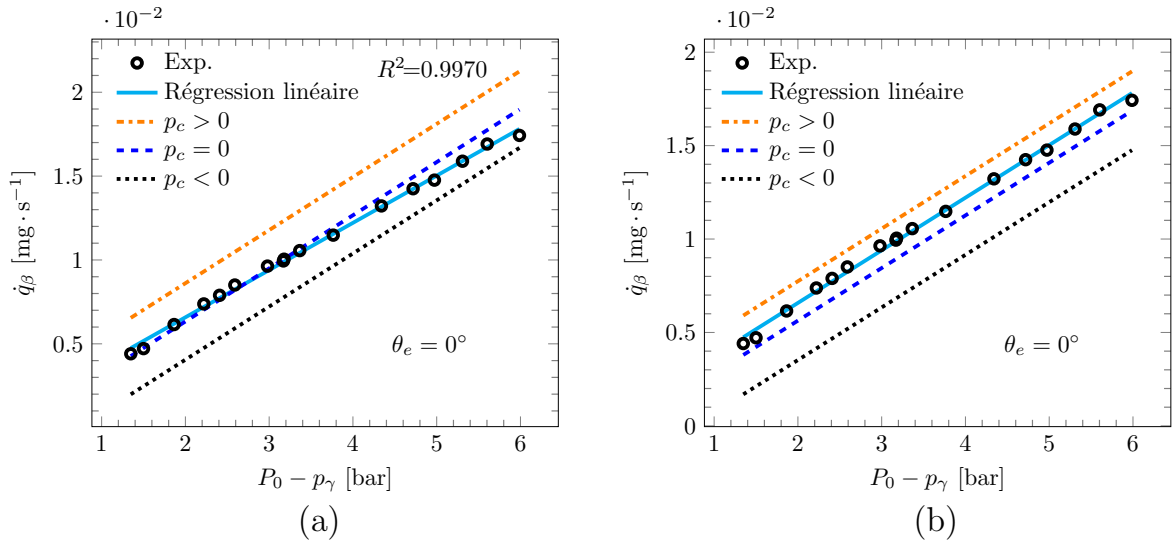 · 10⁻²
Exp.
R²=0.9970
Régression linéaire
p_c > 0
p_c = 0
p_c < 0
2
1.5
1
0.5
q̇_β [mg · s⁻¹]
θ_e = 0°
1 2 3 4 5 6
P₀ − p_γ [bar]
(a)
· 10⁻²
Exp.
Régression linéaire
p_c > 0
p_c = 0
p_c < 0
2
1.5
1
0.5
0
q̇_β [mg · s⁻¹]
θ_e = 0°
1 2 3 4 5 6
P₀ − p_γ [bar]
(b)